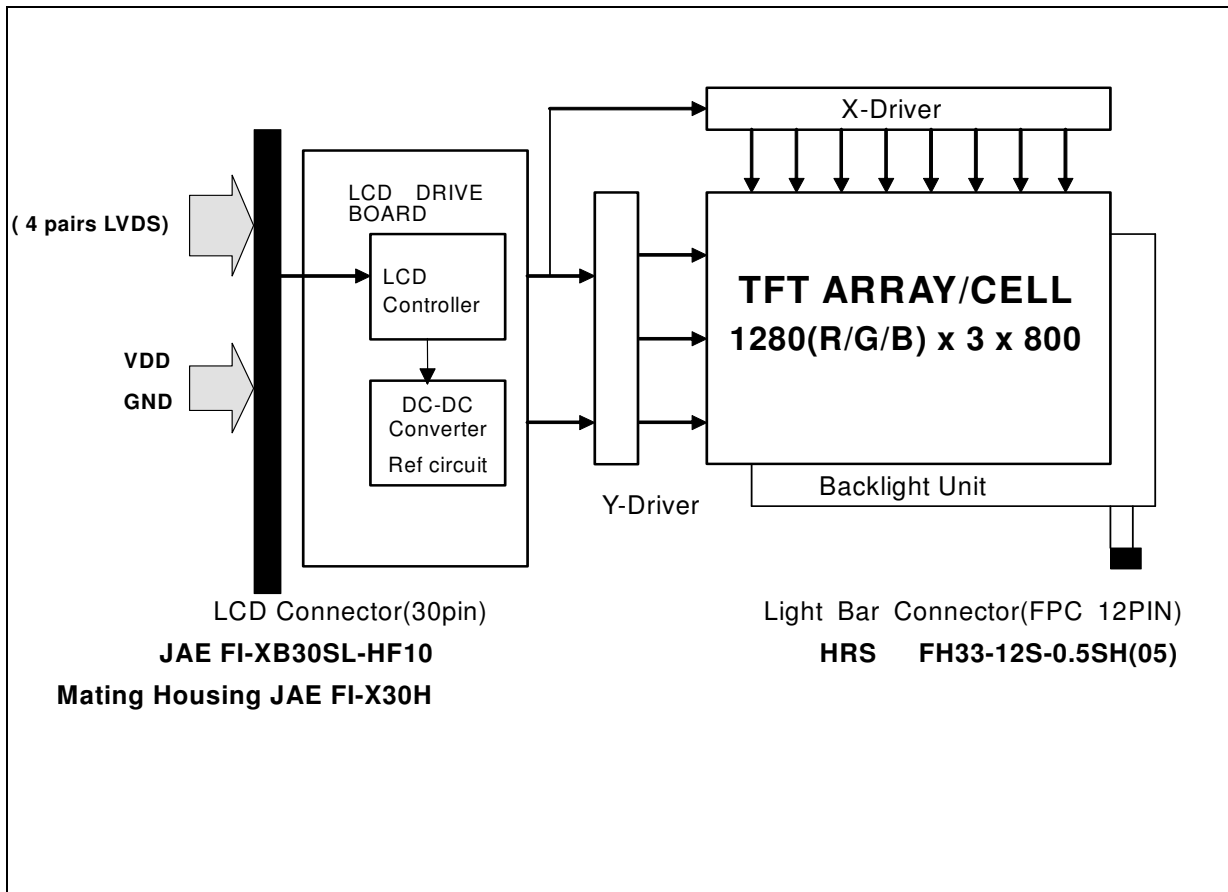 X-Driver
LCD DRIVE
BOARD
( 4 pairs LVDS)
LCD
Controller
TFT ARRAY/CELL
1280(R/G/B) x 3 x 800
VDD
GND
DC-DC
Converter
Ref circuit
Y-Driver
Backlight Unit
LCD Connector(30pin)
JAE FI-XB30SL-HF10
Mating Housing JAE FI-X30H
Light Bar Connector(FPC 12PIN)
HRS FH33-12S-0.5SH(05)